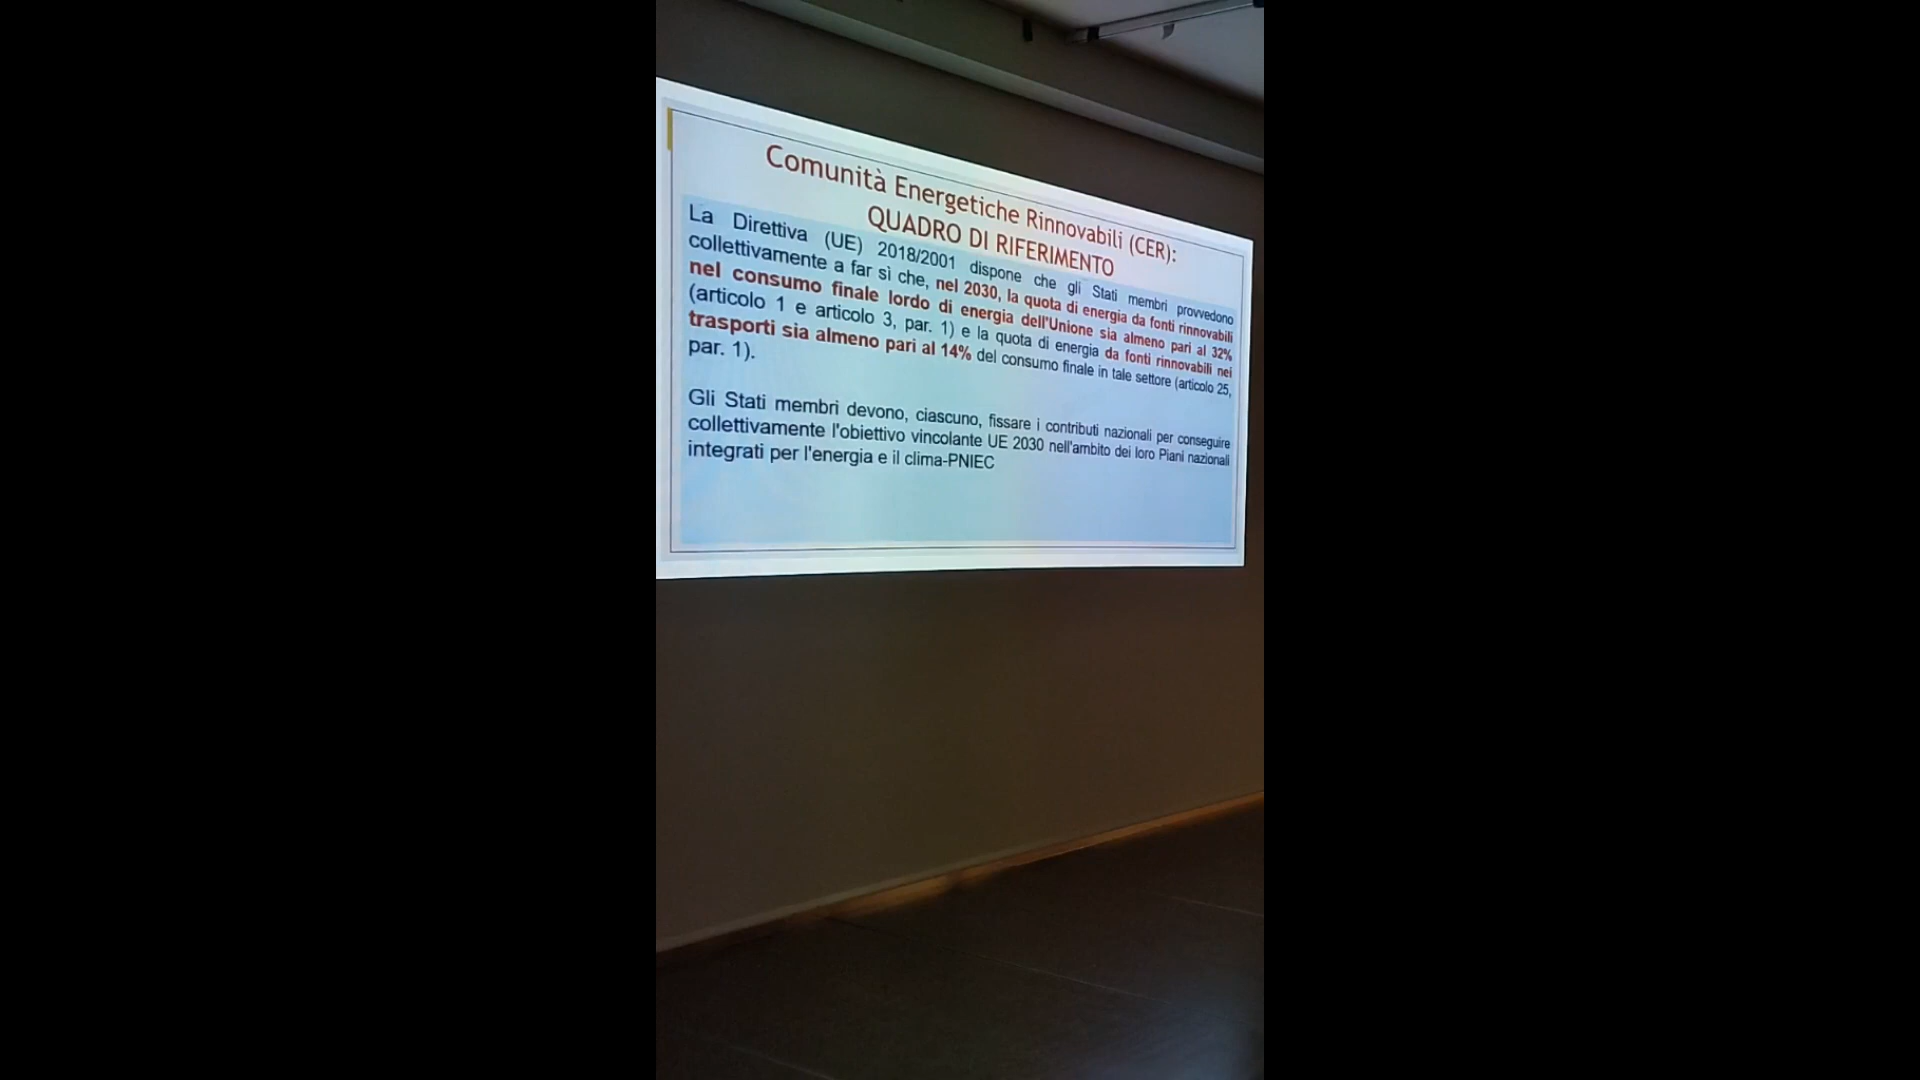 Comunità Energetiche Rinnovabili (CER):
QUADRO DI RIFERIMENTO
La Direttiva (UE) 2018/2001 dispone che gli Stati membri provvedono
collettivamente a far sì che, nel 2030, la quota di energia da fonti rinnovabili
nel consumo finale lordo di energia dell'Unione sia almeno pari al 32%
(articolo 1 e articolo 3, par. 1) e la quota di energia da fonti rinnovabili nei
trasporti sia almeno pari al 14% del consumo finale in tale settore (articolo 25,
par. 1).
Gli Stati membri devono, ciascuno, fissare i contributi nazionali per conseguire
collettivamente l'obiettivo vincolante UE 2030 nell'ambito dei loro Piani nazionali
integrati per l'energia e il clima-PNIEC